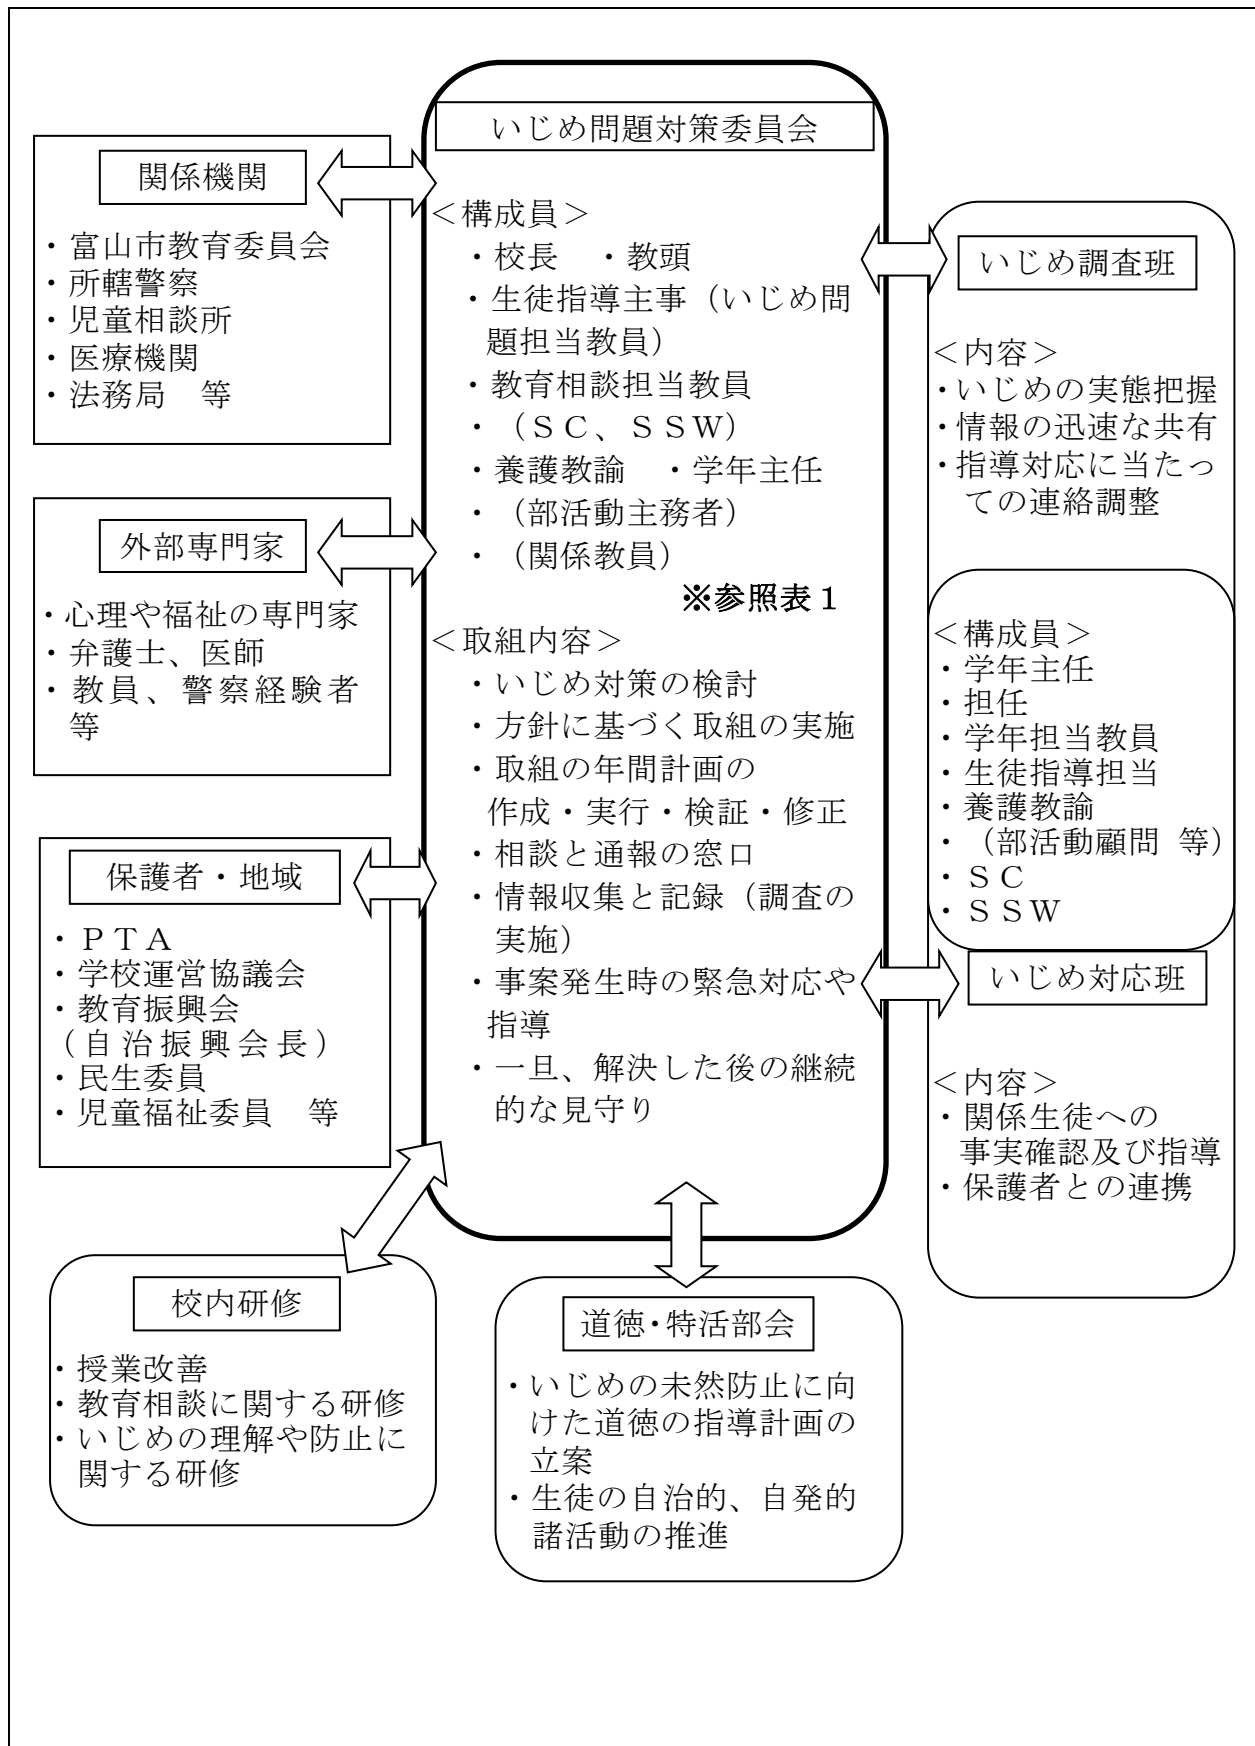 いじめ問題対策委員会
＜構成員＞
・校長　・教頭
・生徒指導主事（いじめ問
題担当教員）
・教育相談担当教員
・（ＳＣ、ＳＳＷ）
・養護教諭　・学年主任
・（部活動主務者）
・（関係教員）
※参照表１
＜取組内容＞
・いじめ対策の検討
・方針に基づく取組の実施
・取組の年間計画の
作成・実行・検証・修正
・相談と通報の窓口
・情報収集と記録（調査の
実施）
・事案発生時の緊急対応や
指導
・一旦、解決した後の継続
的な見守り
関係機関
・富山市教育委員会
・所轄警察
・児童相談所
・医療機関
・法務局　等
外部専門家
・心理や福祉の専門家
・弁護士、医師
・教員、警察経験者
等
保護者・地域
・ＰＴＡ
・学校運営協議会
・教育振興会
（自治振興会長）
・民生委員
・児童福祉委員　等
いじめ調査班
＜内容＞
・いじめの実態把握
・情報の迅速な共有
・指導対応に当たっ
ての連絡調整
＜構成員＞
・学年主任
・担任
・学年担当教員
・生徒指導担当
・養護教諭
・（部活動顧問 等）
・ＳＣ
・ＳＳＷ
いじめ対応班
＜内容＞
・関係生徒への
事実確認及び指導
・保護者との連携
校内研修
・授業改善
・教育相談に関する研修
・いじめの理解や防止に
関する研修
道徳・特活部会
・いじめの未然防止に向
けた道徳の指導計画の
立案
・生徒の自治的、自発的
諸活動の推進